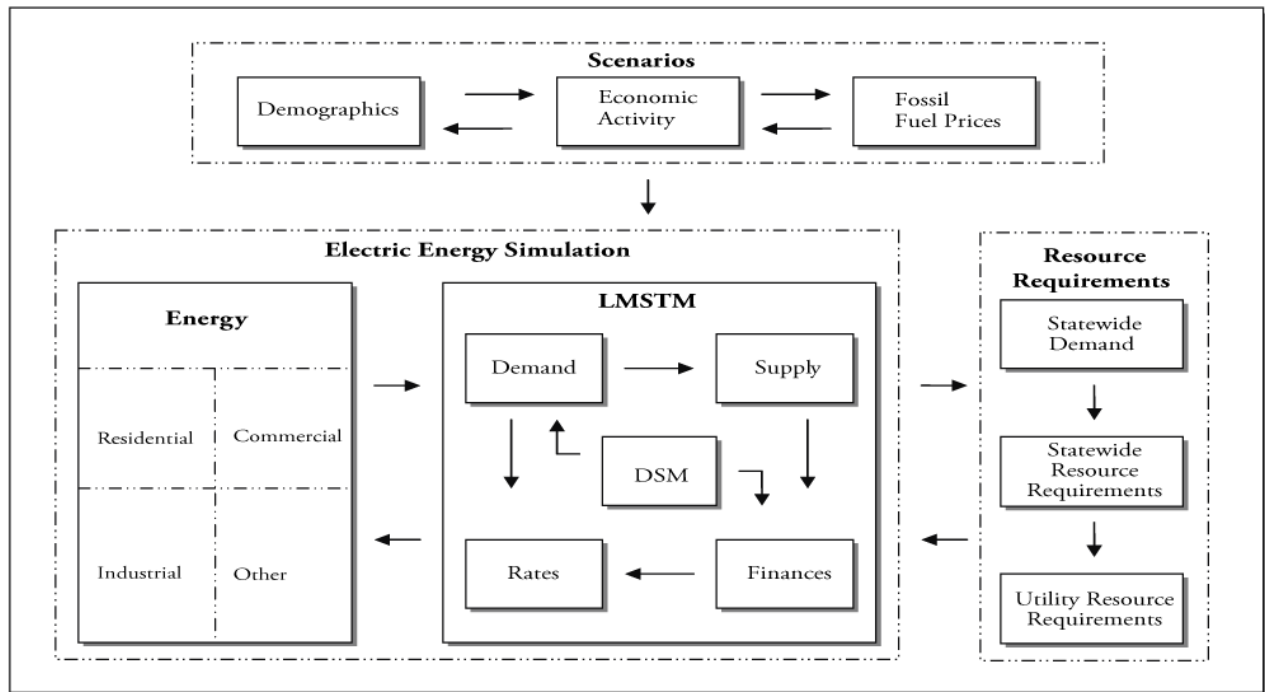 Scenarios
Demographics
Economic
Activity
Fossil
Fuel Prices
Electric Energy Simulation
Energy
Residential
Commercial
Industrial
Other
LMSTM
Demand
Supply
DSM
Rates
Finances
Resource
Requirements
Statewide
Demand
Statewide
Resource
Requirements
Utility Resource
Requirements